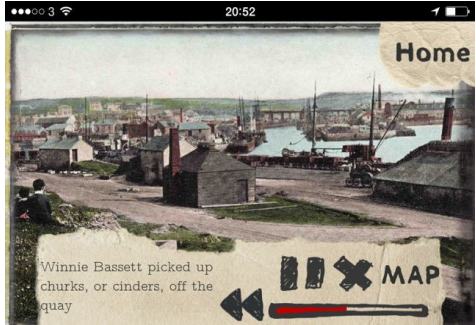 3 20:52
Home
Winnie Bassett picked up
churks, or cinders, off the
quay
MAP